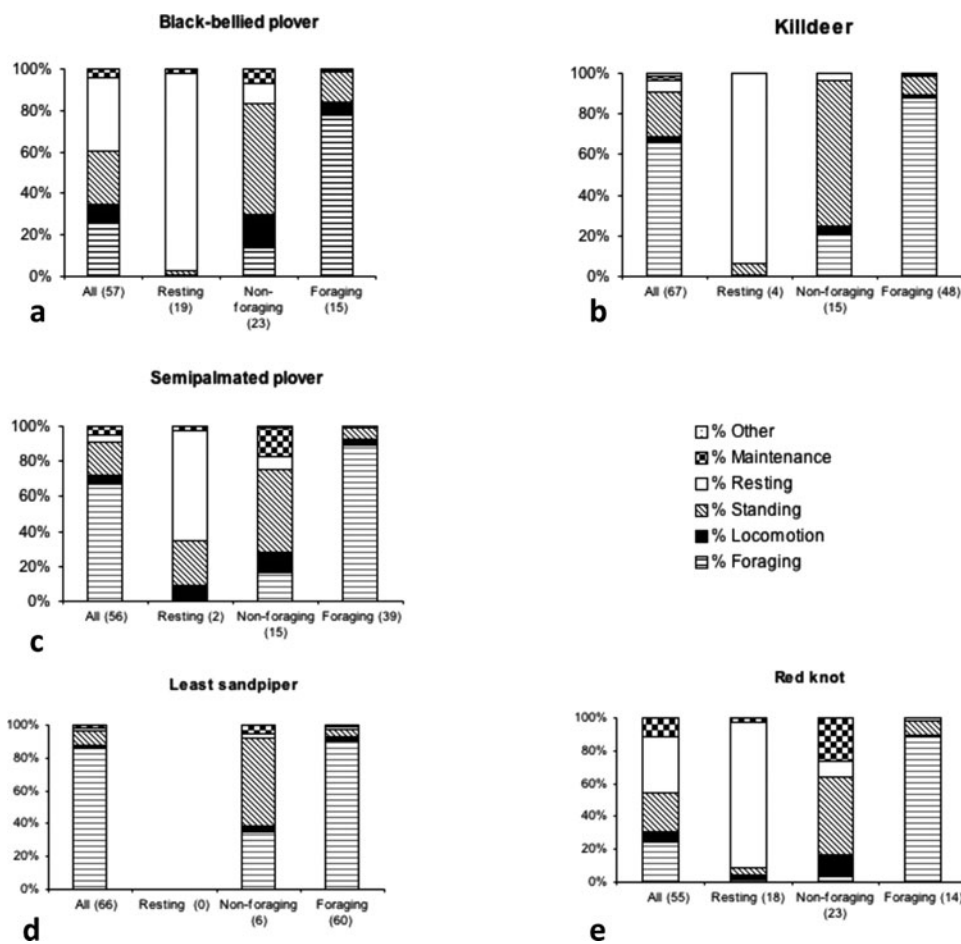 Black-bellied plover
100%
80%
60%
40%
20%
0%
All (57)
Resting
(19)
Non-
foraging
(23)
Foraging
(15)
a
Killdeer
100%
80%
60%
40%
20%
0%
All (67)
Resting (4)
Non-foraging
(15)
Foraging (48)
b
Semipalmated plover
100%
80%
60%
40%
20%
0%
All (56)
Resting (2)
Non-foraging
(15)
Foraging (39)
c
% Other
% Maintenance
% Resting
% Standing
% Locomotion
% Foraging
Least sandpiper
100%
80%
60%
40%
20%
0%
All (66)
Resting (0)
Non-foraging
(6)
Foraging
(60)
d
Red knot
100%
80%
60%
40%
20%
0%
All (55)
Resting (18)
Non-foraging
(23)
Foraging (14)
e